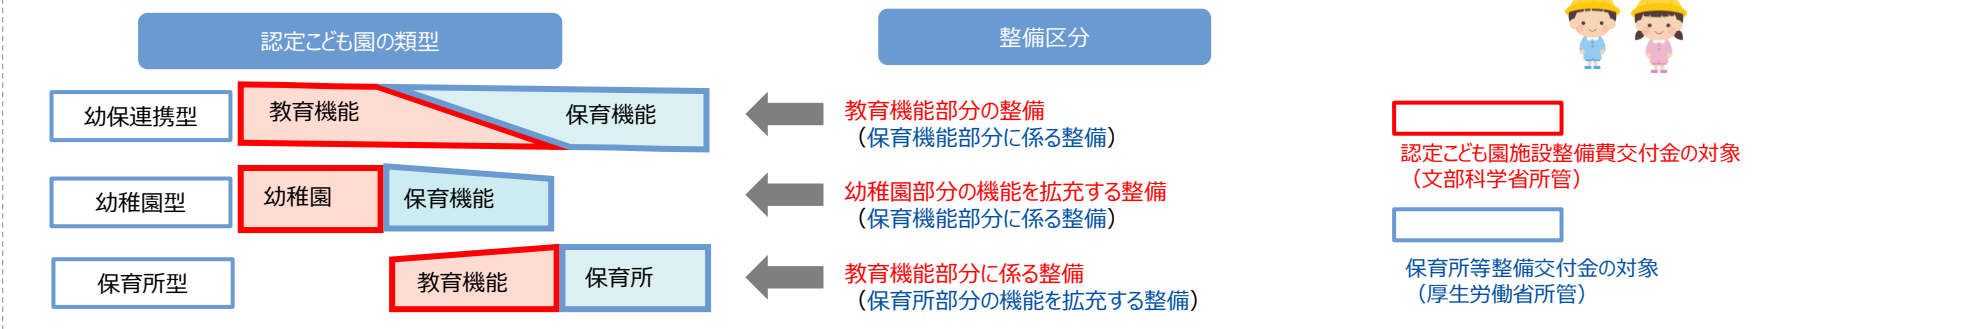 認定こども園の類型
整備区分
幼保連携型
教育機能
保育機能
教育機能部分の整備
（保育機能部分に係る整備）
幼稚園型
幼稚園
保育機能
幼稚園部分の機能を拡充する整備
（保育機能部分に係る整備）
保育所型
教育機能
保育所
教育機能部分に係る整備
（保育所部分の機能を拡充する整備）
認定こども園施設整備費交付金の対象
（文部科学省所管）
保育所等整備交付金の対象
（厚生労働省所管）